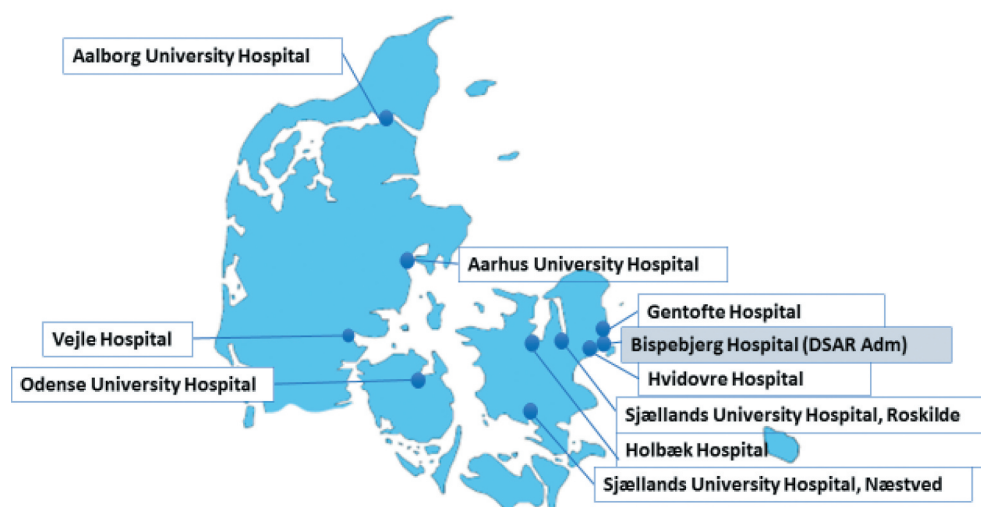 Aalborg University Hospital
Aarhus University Hospital
Gentofte Hospital
Vejle Hospital
Bispebjerg Hospital (DSAR Adm)
Odense University Hospital
Hvidovre Hospital
Sjællands University Hospital, Roskilde
Holbæk Hospital
Sjællands University Hospital, Næstved